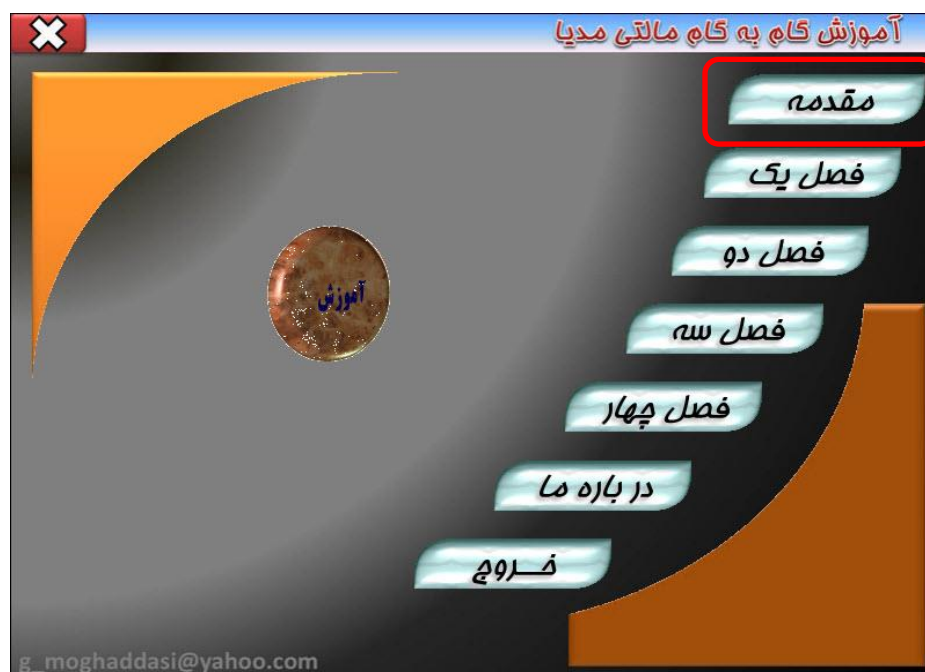 آموزش گام به گام مالتی مدیا
مقدمه
فصل یک
فصل دو
آموزش
فصل سه
فصل چهار
در باره ما
خــروج
g_moghaddasi@yahoo.com